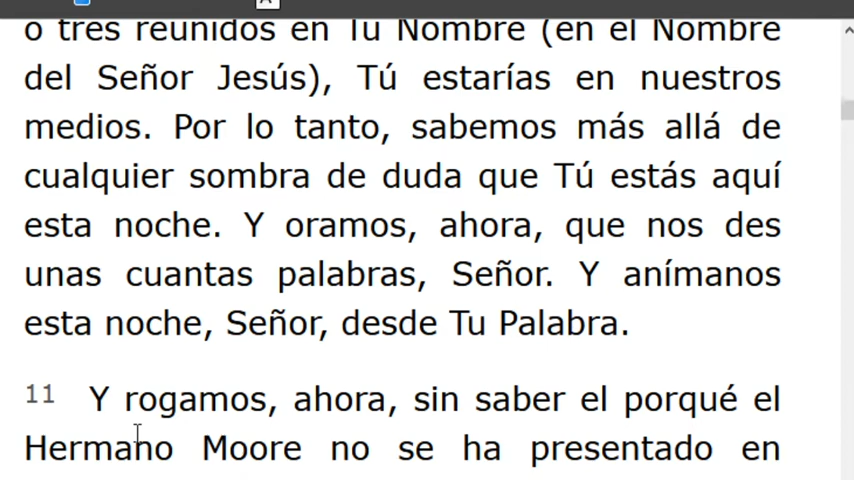 o tres reunidos en Tu Nombre (en el Nombre
del Señor Jesús), Tú estarías en nuestros
medios. Por lo tanto, sabemos más allá de
cualquier sombra de duda que Tú estás aquí
esta noche. Y oramos, ahora, que nos des
unas cuantas palabras, Señor. Y anímanos
esta noche, Señor, desde Tu Palabra.
11 Y rogamos, ahora, sin saber el porqué el
Hermano Moore no se ha presentado en